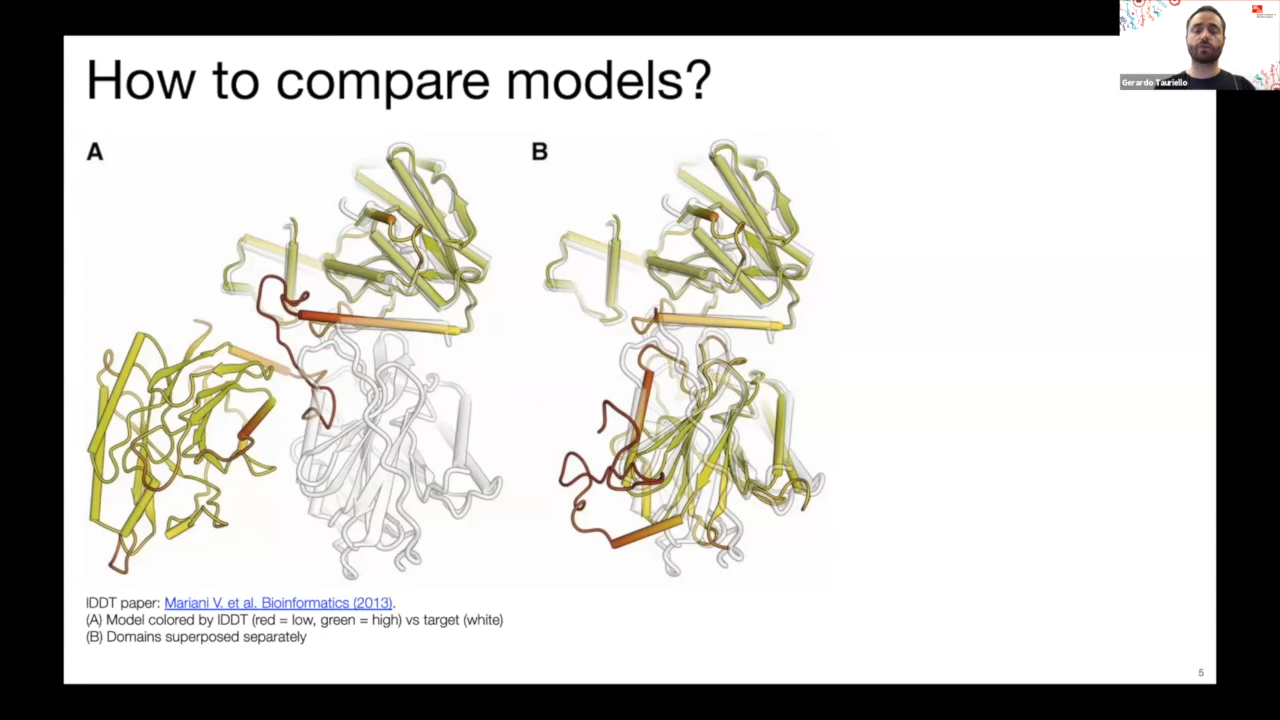 How to compare models?
A
B
Gerardo Tauriello
lDDT paper: Mariani V. et al. Bioinformatics (2013).
(A) Model colored by lDDT (red = low, green = high) vs target (white)
(B) Domains superposed separately
5